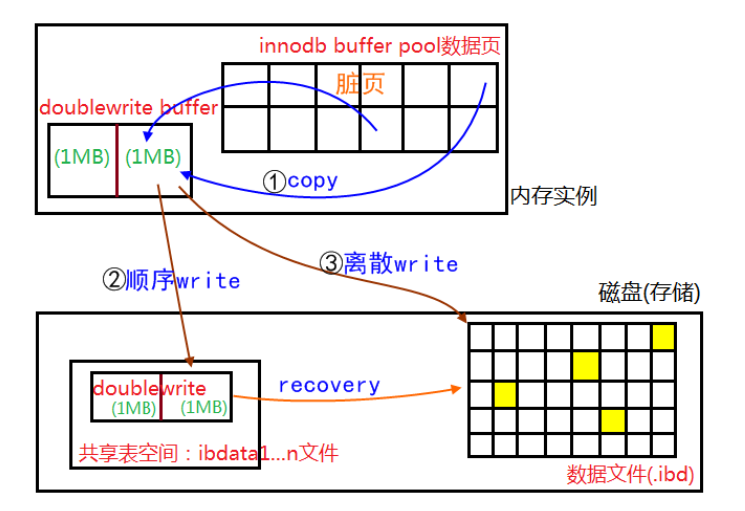 innodb buffer pool数据页
脏页
doublewrite buffer
(1MB) (1MB)
①copy
内存实例
③离散write
②顺序write
磁盘(存储)
doublewrite
(1MB) (1MB)
recovery
共享表空间：ibdata1...n文件
数据文件(.ibd)